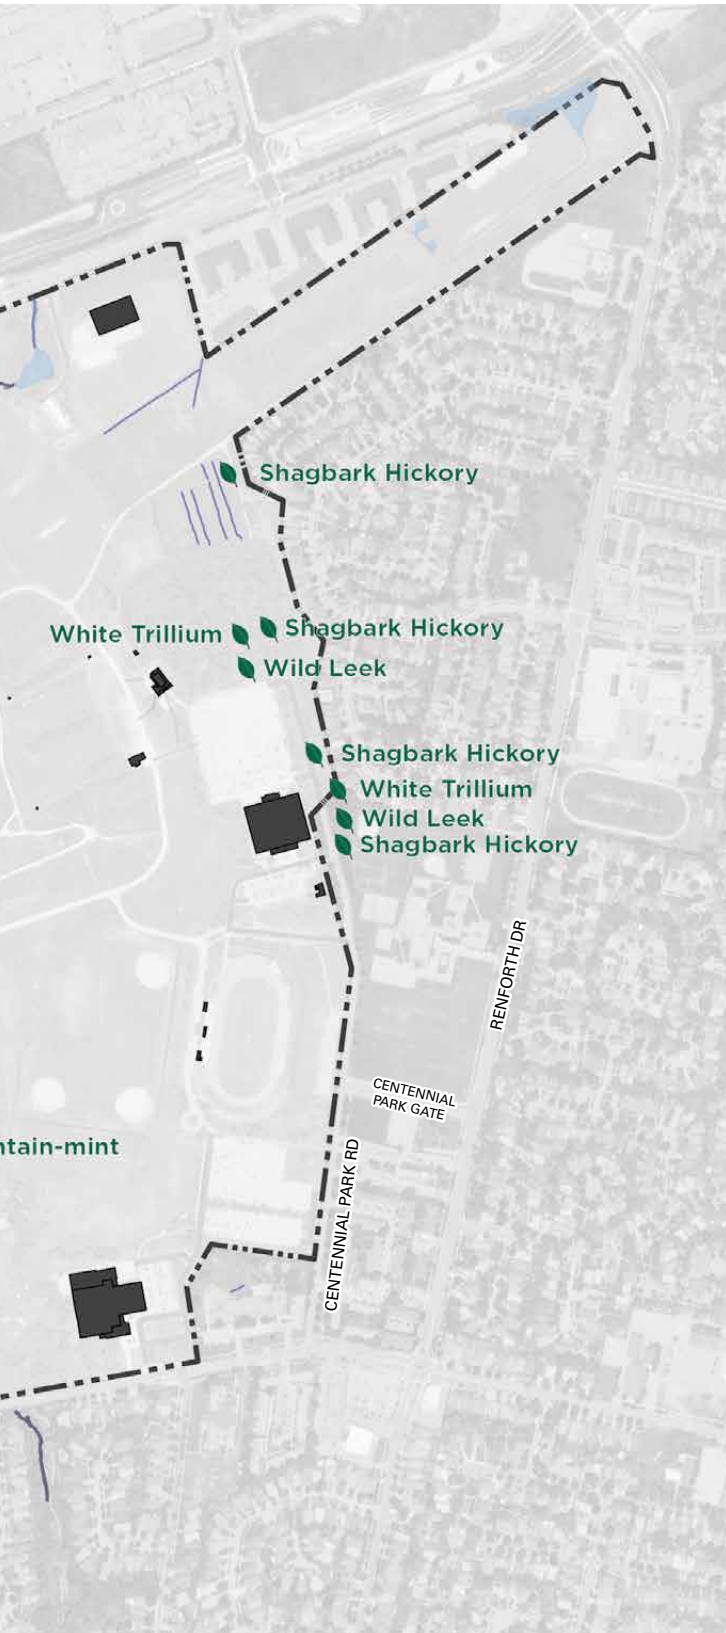 Shagbark Hickory
White Trillium
Shagbark Hickory
Wild Leek
Shagbark Hickory
White Trillium
Wild Leek
Shagbark Hickory
RENFORTH DR
CENTENNIAL
PARK GATE
ntain-mint
CENTENNIAL PARK RD